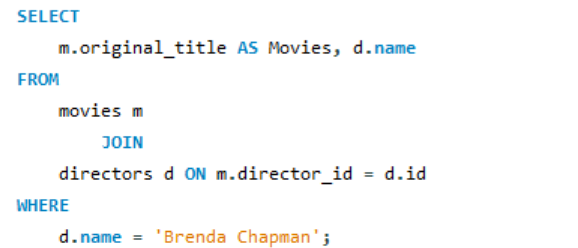 SELECT
m.original_title AS Movies, d.name
FROM
movies m
JOIN
directors d ON m.director_id = d.id
WHERE
d.name = 'Brenda Chapman';